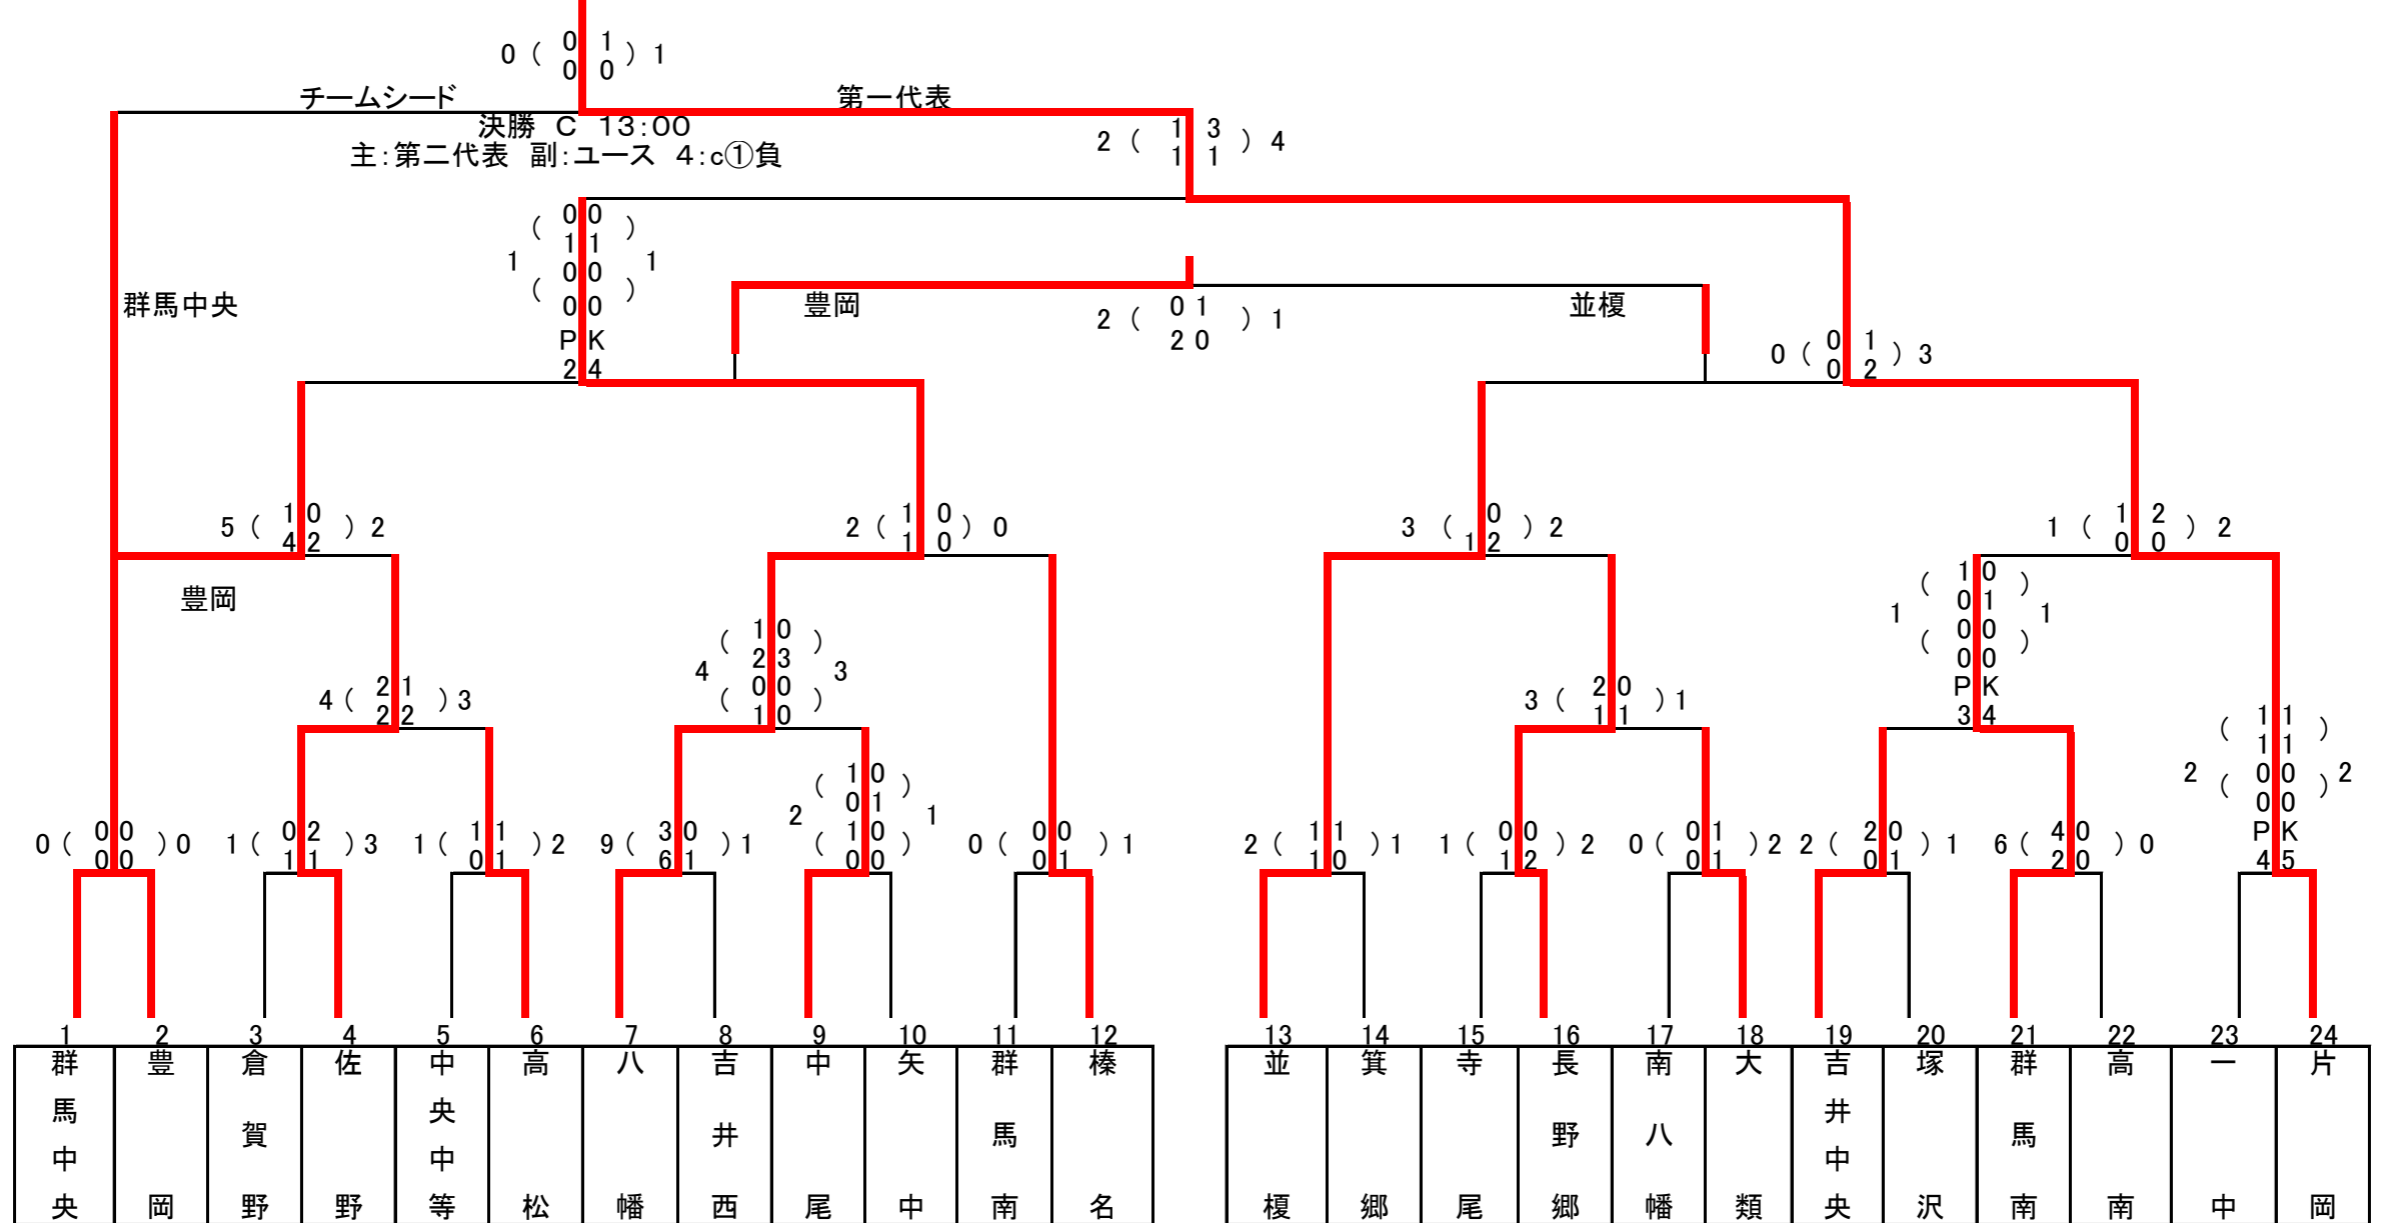 0 ( 0 1 ) 1
0 0
チームシード 第一代表
決勝 C 13:00
主:第二代表 副:ユース 4:c①負
2 ( 1 3 ) 4
1 1
( 0 0 )
1 1
1 1
( 0 0 )
0 0
P K
2 4
群馬中央
豊岡
並榎
2 ( 0 1 ) 1
2 0
0 ( 0 1 ) 3
0 2
5 ( 1 0 ) 2
4 2
2 ( 1 0 ) 0
1 0
3 ( 0 ) 2
1 2
1 ( 1 2 ) 2
0 0
豊岡
( 1 0 )
2 3
4 3
( 0 0 )
1 0
( 1 0 )
0 1
1 1
( 0 0 )
0 0
P K
3 4
4 ( 2 1 ) 3
2 2
3 ( 2 0 ) 1
1 1
( 1 0 )
0 1
2 1
( 1 0 )
0 0
( 1 1 )
1 1
2 2
( 0 0 )
0 0
P K
4 5
0 ( 0 0 ) 0
0 0
1 ( 0 2 ) 3
1 1
1 ( 1 1 ) 2
0 1
9 ( 3 0 ) 1
6 1
0 ( 0 0 ) 1
0 1
2 ( 1 1 ) 1
1 0
1 ( 0 0 ) 2
1 2
0 ( 0 1 ) 2
0 1
2 ( 2 0 ) 1
0 1
6 ( 4 0 ) 0
2 0
1 2 3 4 5 6 7 8 9 10 11 12 13 14 15 16 17 18 19 20 21 22 23 24
群馬中央
豊岡
倉賀野
佐野
中央中等
高松
八幡
吉井西
中尾
矢中
群馬南
榛名
並榎
箕郷
寺尾
長野郷
南八幡
大類
吉井中央
塚沢
群馬南
高南
一中
片岡